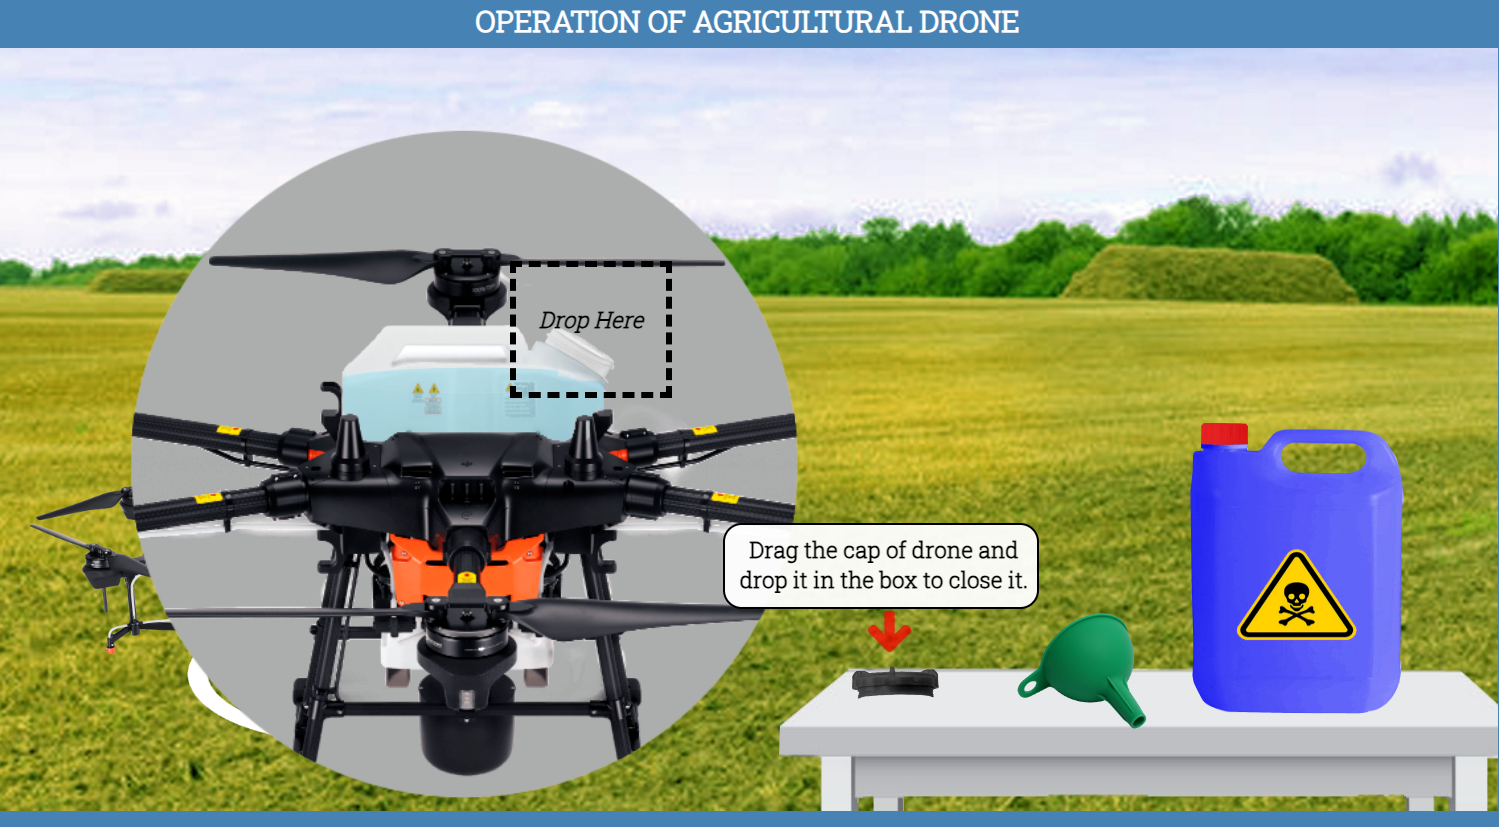 OPERATION OF AGRICULTURAL DRONE
Drop Here
Drag the cap of drone and
drop it in the box to close it.